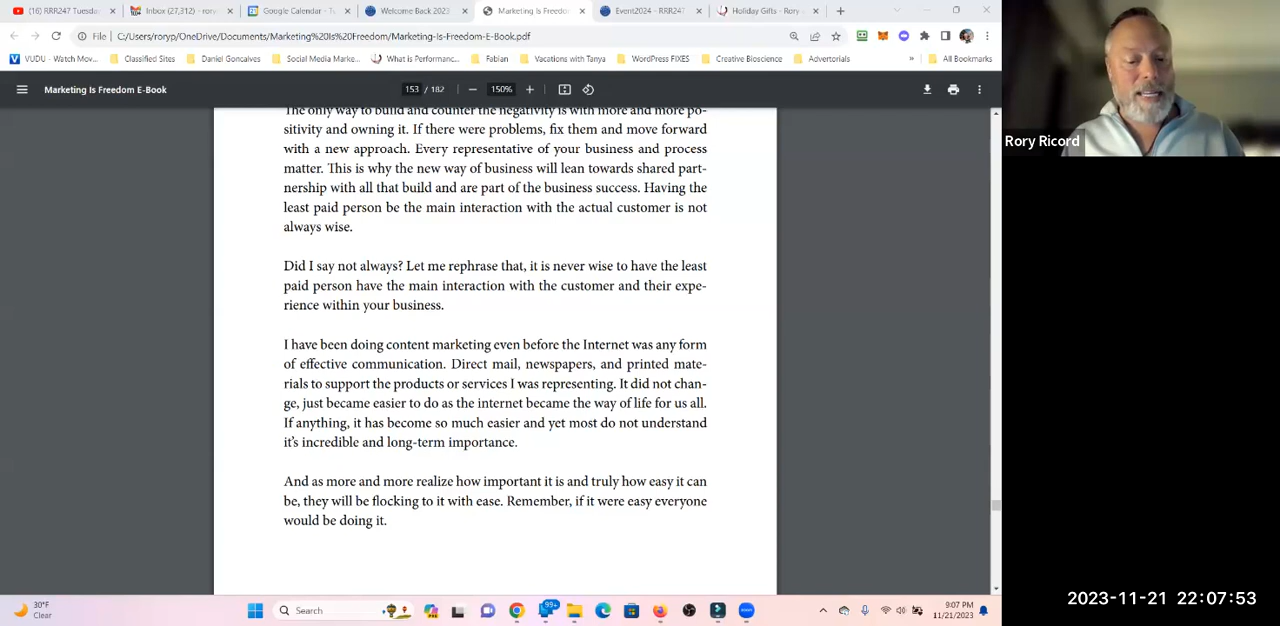 (16) RRR247 Tuesda
Inbox (27,312) - rory
Google Calendar - T
Welcome Back 2023
Marketing Is Freedom
Event2024 - RRR247
Holiday Gifts - Rory
File
C:/Users/roryp/OneDrive/Documents/Marketing%20Is%20Freedom/Marketing-Is-Freedom-E-Book.pdf
VUDU - Watch Mov...
Classified Sites
Daniel Goncalves
Social Media Marke...
What is Performanc...
Fabian
Vacations with Tanya
WordPress FIXES
Creative Bioscience
Advertorials
»
All Bookmarks
Marketing Is Freedom E-Book
153 / 182
150%
The only way to build and counter the negativity is with more and more po-
sitivity and owning it. If there were problems, fix them and move forward
with a new approach. Every representative of your business and process
matter. This is why the new way of business will lean towards shared part-
nership with all that build and are part of the business success. Having the
least paid person be the main interaction with the actual customer is not
always wise.
Did I say not always? Let me rephrase that, it is never wise to have the least
paid person have the main interaction with the customer and their expe-
rience within your business.
I have been doing content marketing even before the Internet was any form
of effective communication. Direct mail, newspapers, and printed mate-
rials to support the products or services I was representing. It did not chan-
ge, just became easier to do as the internet became the way of life for us all.
If anything, it has become so much easier and yet most do not understand
it's incredible and long-term importance.
And as more and more realize how important it is and truly how easy it can
be, they will be flocking to it with ease. Remember, if it were easy everyone
would be doing it.
Rory Ricord
2023-11-21 22:07:53
30°F
Clear
Search
99+
9:07 PM
11/21/2023